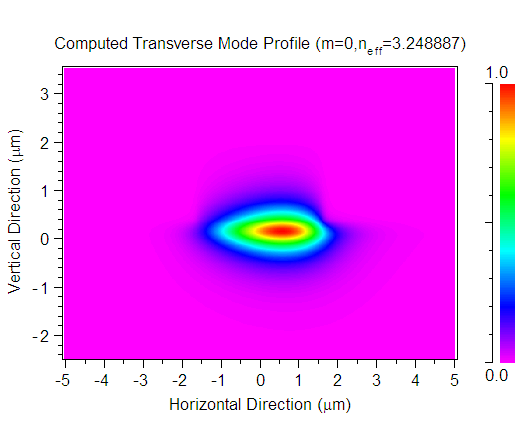 Computed Transverse Mode Profile (m=0,neff=3.248887)
1.0
3
2
1
0
-1
-2
Vertical Direction (μm)
0.0
-5 -4 -3 -2 -1 0 1 2 3 4 5
Horizontal Direction (μm)